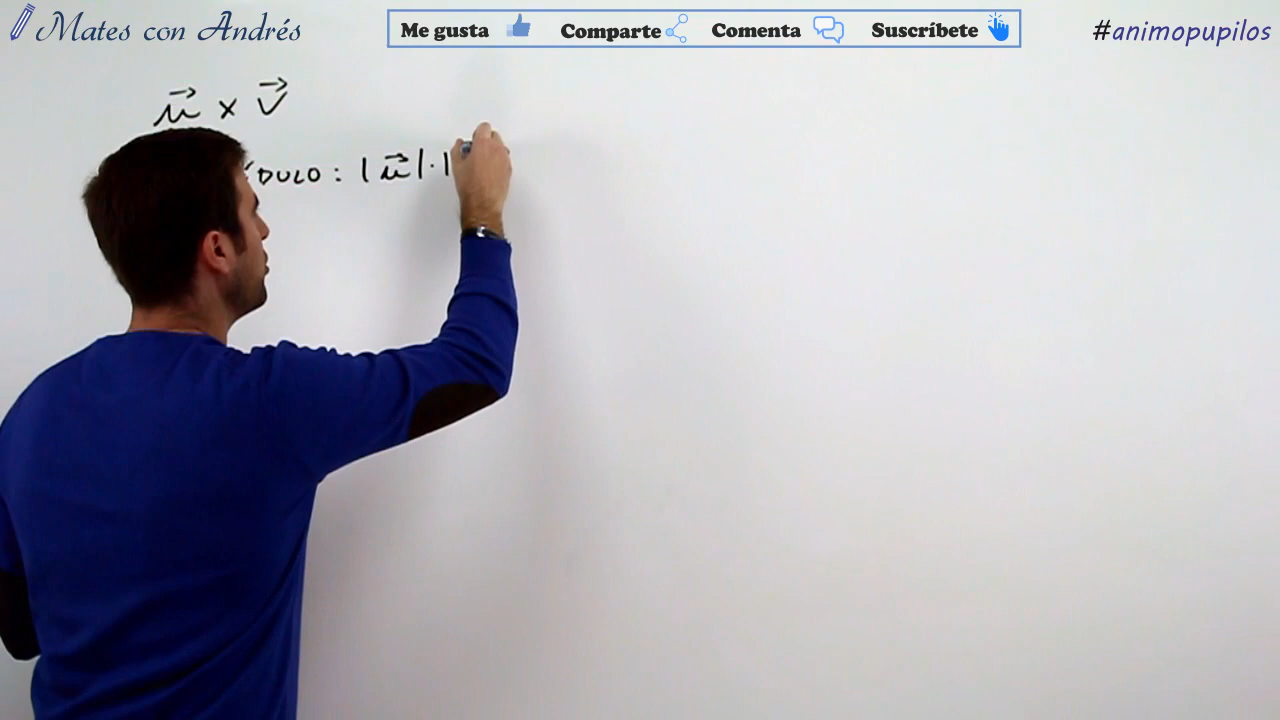 Mates con Andrés
Me gusta Comparte Comenta Suscríbete
#animopupilos
u⃗ × v⃗
DULO : |u⃗|·|